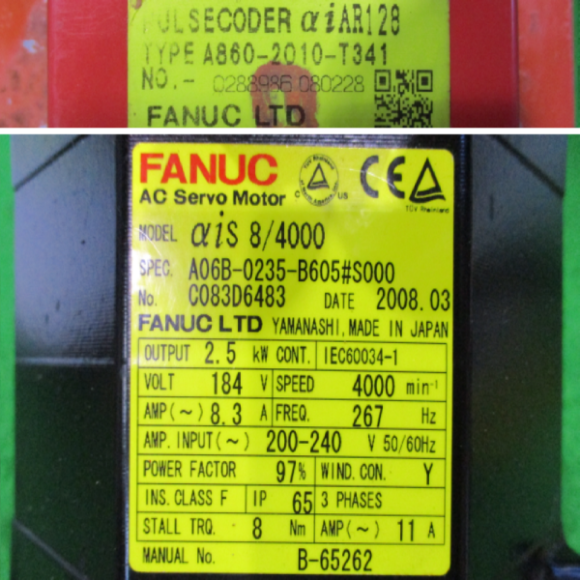 PULSECODER αiAR128
TYPE A860-2010-T341
NO.- 0288986 080228
FANUC LTD
FANUC
AC Servo Motor
C US
TÜV Rheinland
MODEL αiS 8/4000
SPEC. A06B-0235-B605#S000
No. C083D6483 DATE 2008.03
FANUC LTD YAMANASHI, MADE IN JAPAN
OUTPUT 2.5 kW CONT. IEC60034-1
VOLT 184 V SPEED 4000 min⁻¹
AMP(~) 8.3 A FREQ. 267 Hz
AMP. INPUT(~) 200-240 V 50/60Hz
POWER FACTOR 97% WIND. CON. Y
INS. CLASS F IP 65 3 PHASES
STALL TRQ. 8 Nm AMP(~) 11 A
MANUAL No. B-65262